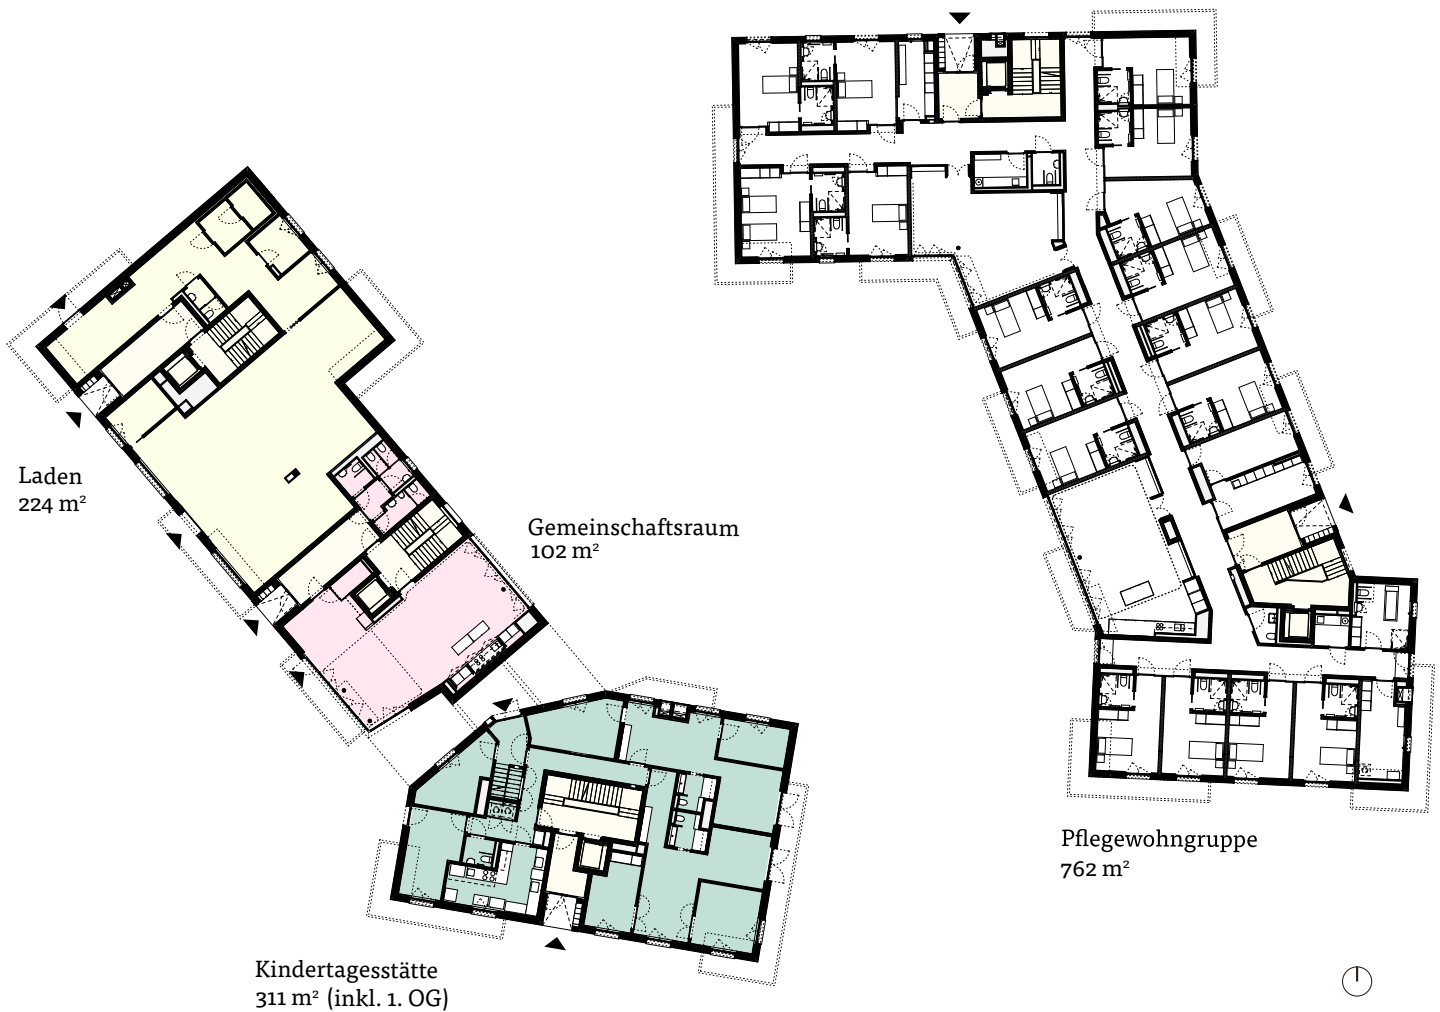 Laden
224 m²
Gemeinschaftsraum
102 m²
Pflegewohngruppe
762 m²
Kindertagesstätte
311 m² (inkl. 1. OG)